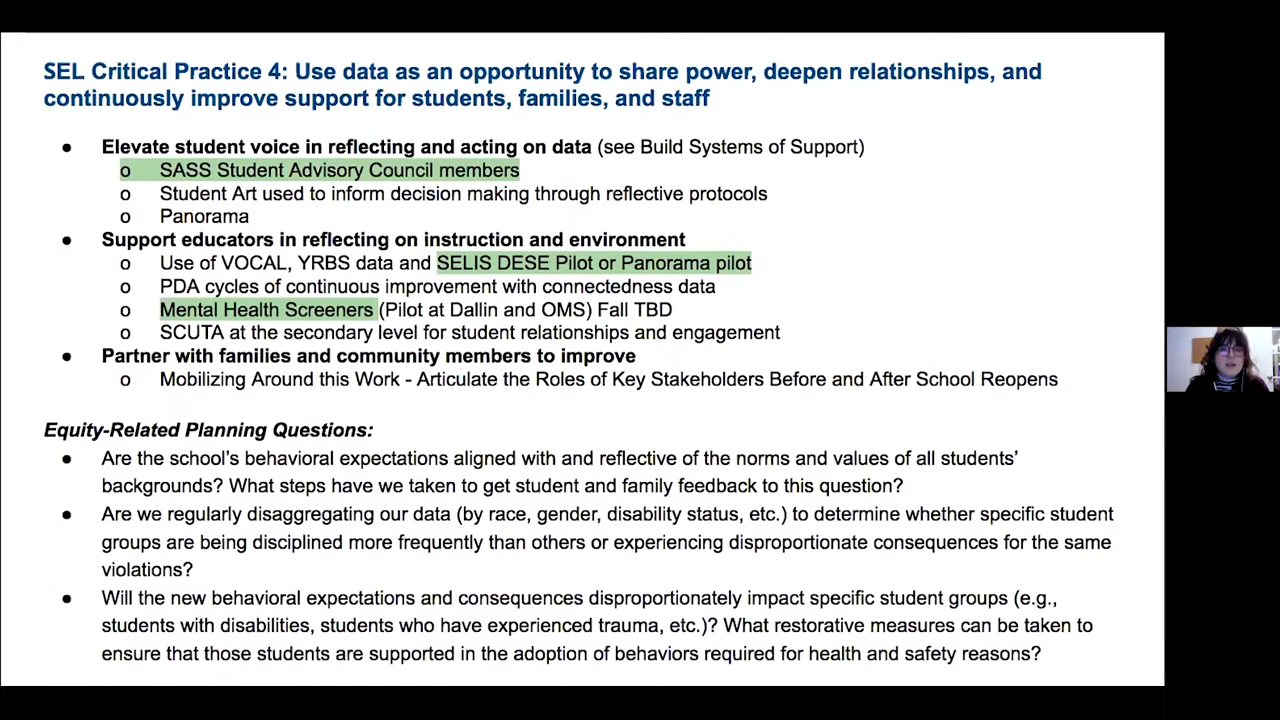 SEL Critical Practice 4: Use data as an opportunity to share power, deepen relationships, and
continuously improve support for students, families, and staff
● Elevate student voice in reflecting and acting on data (see Build Systems of Support)
o SASS Student Advisory Council members
o Student Art used to inform decision making through reflective protocols
o Panorama
● Support educators in reflecting on instruction and environment
o Use of VOCAL, YRBS data and SELIS DESE Pilot or Panorama pilot
o PDA cycles of continuous improvement with connectedness data
o Mental Health Screeners (Pilot at Dallin and OMS) Fall TBD
o SCUTA at the secondary level for student relationships and engagement
● Partner with families and community members to improve
o Mobilizing Around this Work - Articulate the Roles of Key Stakeholders Before and After School Reopens
Equity-Related Planning Questions:
● Are the school's behavioral expectations aligned with and reflective of the norms and values of all students'
backgrounds? What steps have we taken to get student and family feedback to this question?
● Are we regularly disaggregating our data (by race, gender, disability status, etc.) to determine whether specific student
groups are being disciplined more frequently than others or experiencing disproportionate consequences for the same
violations?
● Will the new behavioral expectations and consequences disproportionately impact specific student groups (e.g.,
students with disabilities, students who have experienced trauma, etc.)? What restorative measures can be taken to
ensure that those students are supported in the adoption of behaviors required for health and safety reasons?